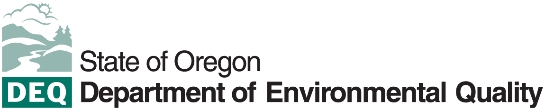 State of Oregon
DEQ Department of Environmental Quality